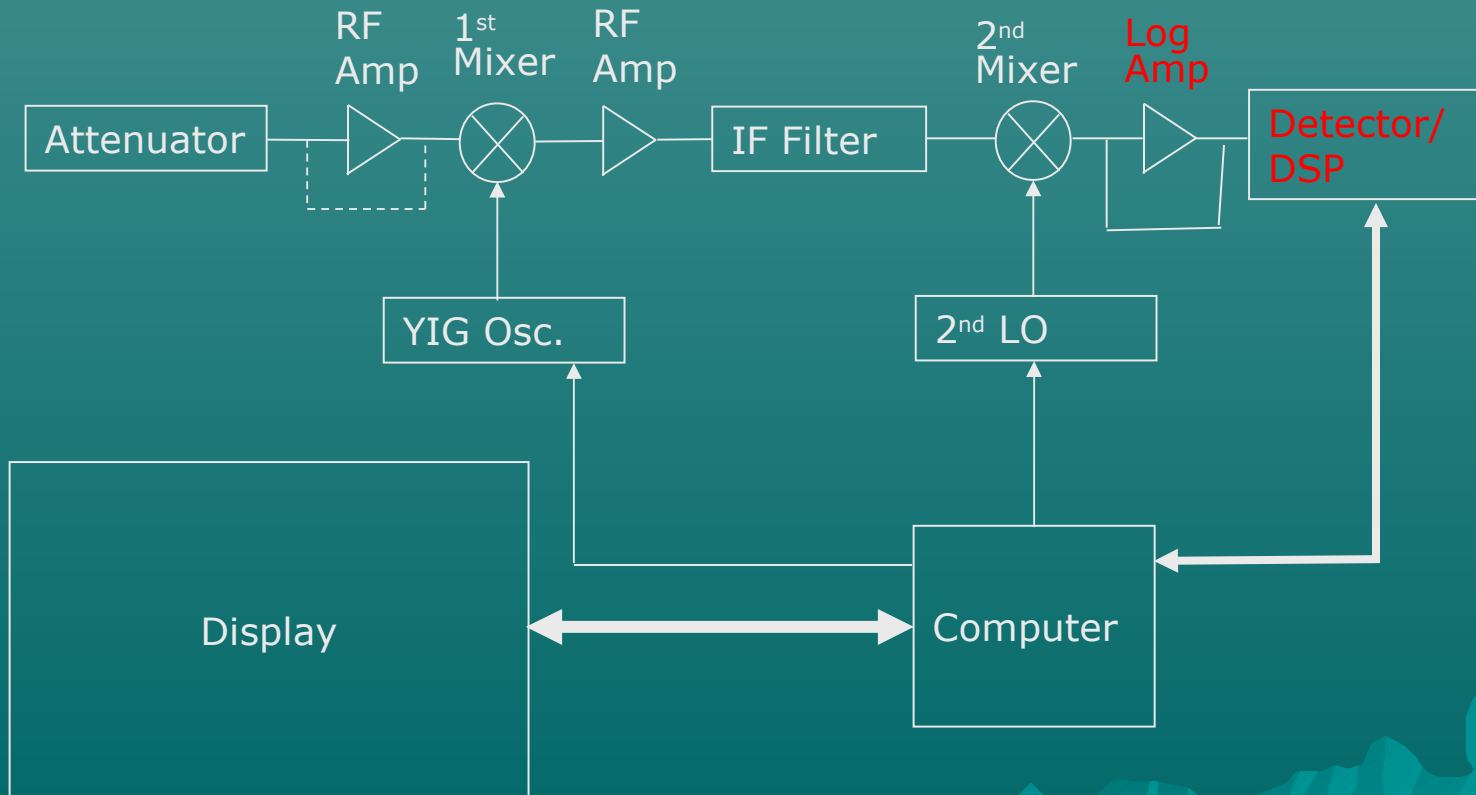 RF
Amp
1st
Mixer
RF
Amp
2nd
Mixer
Log
Amp
Attenuator
IF Filter
Detector/
DSP
YIG Osc.
2nd LO
Display
Computer